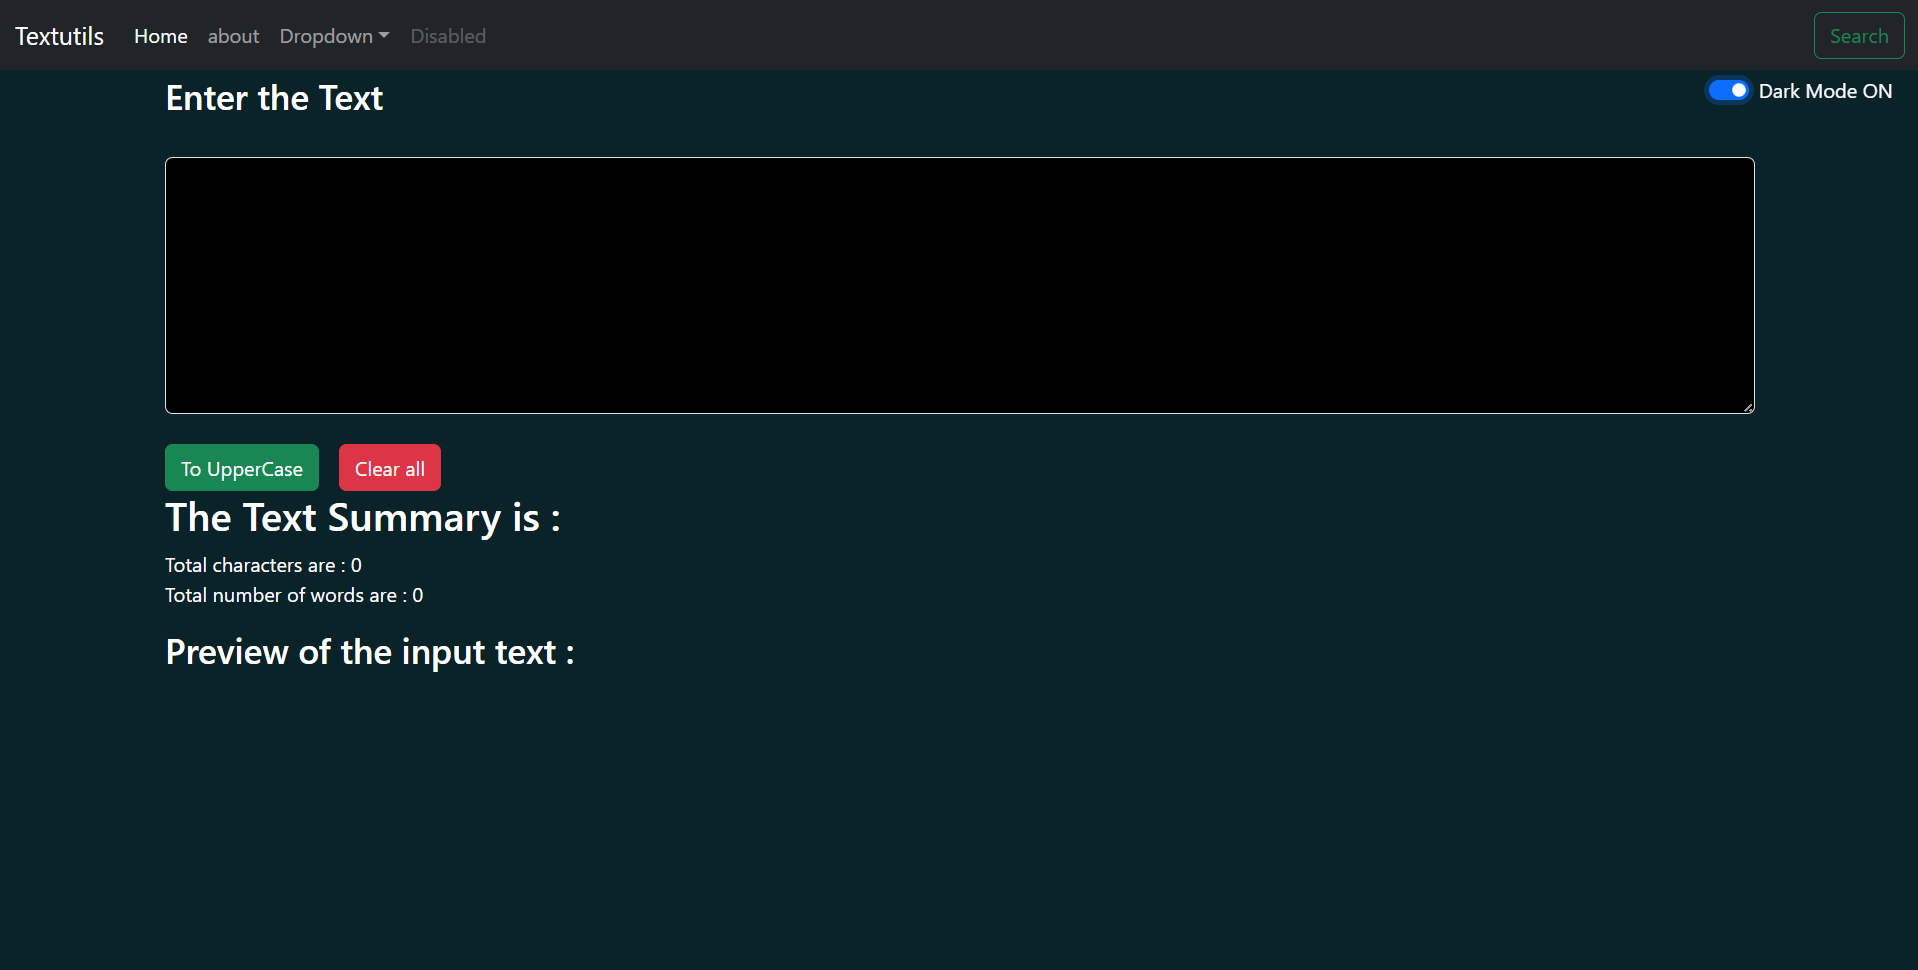 Textutils Home about Dropdown Disabled Search
Enter the Text
Dark Mode ON
To UpperCase Clear all
The Text Summary is :
Total characters are : 0
Total number of words are : 0
Preview of the input text :